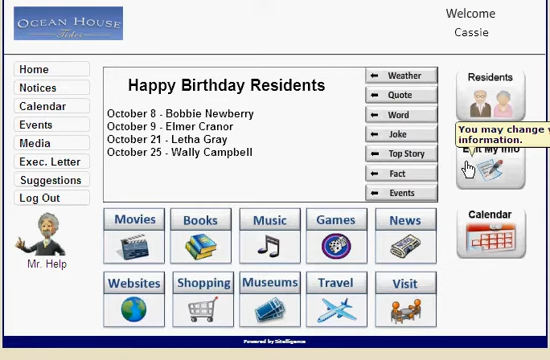 OCEAN HOUSE
Welcome
Cassie
Home
Notices
Calendar
Events
Media
Exec. Letter
Suggestions
Log Out
Mr. Help
Happy Birthday Residents
October 8 - Bobbie Newberry
October 9 - Elmer Cranor
October 21 - Letha Gray
October 25 - Wally Campbell
Weather
Quote
Word
Joke
Top Story
Fact
Events
Residents
You may change
information.
My Info
Calendar
Movies
Books
Music
Games
News
Websites
Shopping
Museums
Travel
Visit
Powered by Sitelligence